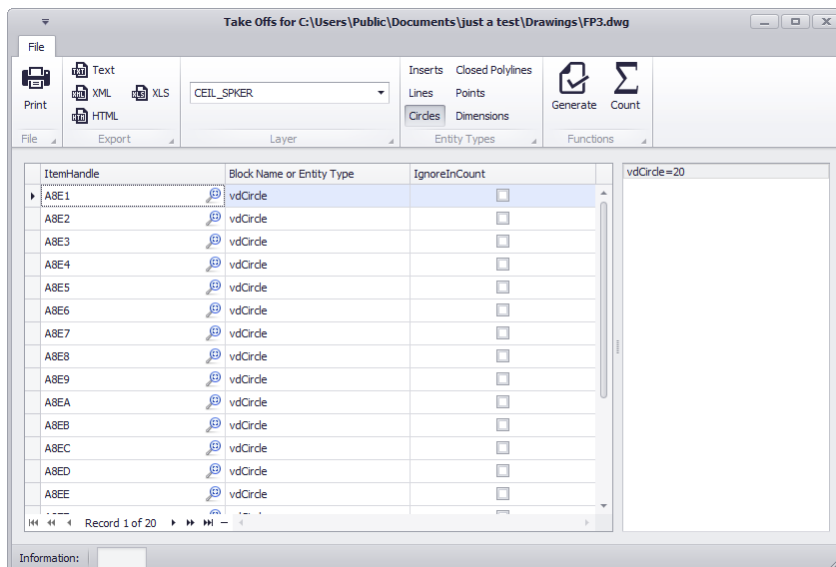 Take Offs for C:\Users\Public\Documents\just a test\Drawings\FP3.dwg
File
Print
TXT Text
XML XML
XLS XLS
HTML
File
Export
CEIL_SPKER
Layer
Inserts Closed Polylines
Lines Points
Circles Dimensions
Entity Types
Generate Count
Functions
ItemHandle Block Name or Entity Type IgnoreInCount
A8E1 vdCircle
A8E2 vdCircle
A8E3 vdCircle
A8E4 vdCircle
A8E5 vdCircle
A8E6 vdCircle
A8E7 vdCircle
A8E8 vdCircle
A8E9 vdCircle
A8EA vdCircle
A8EB vdCircle
A8EC vdCircle
A8ED vdCircle
A8EE vdCircle
Record 1 of 20
vdCircle=20
Information: